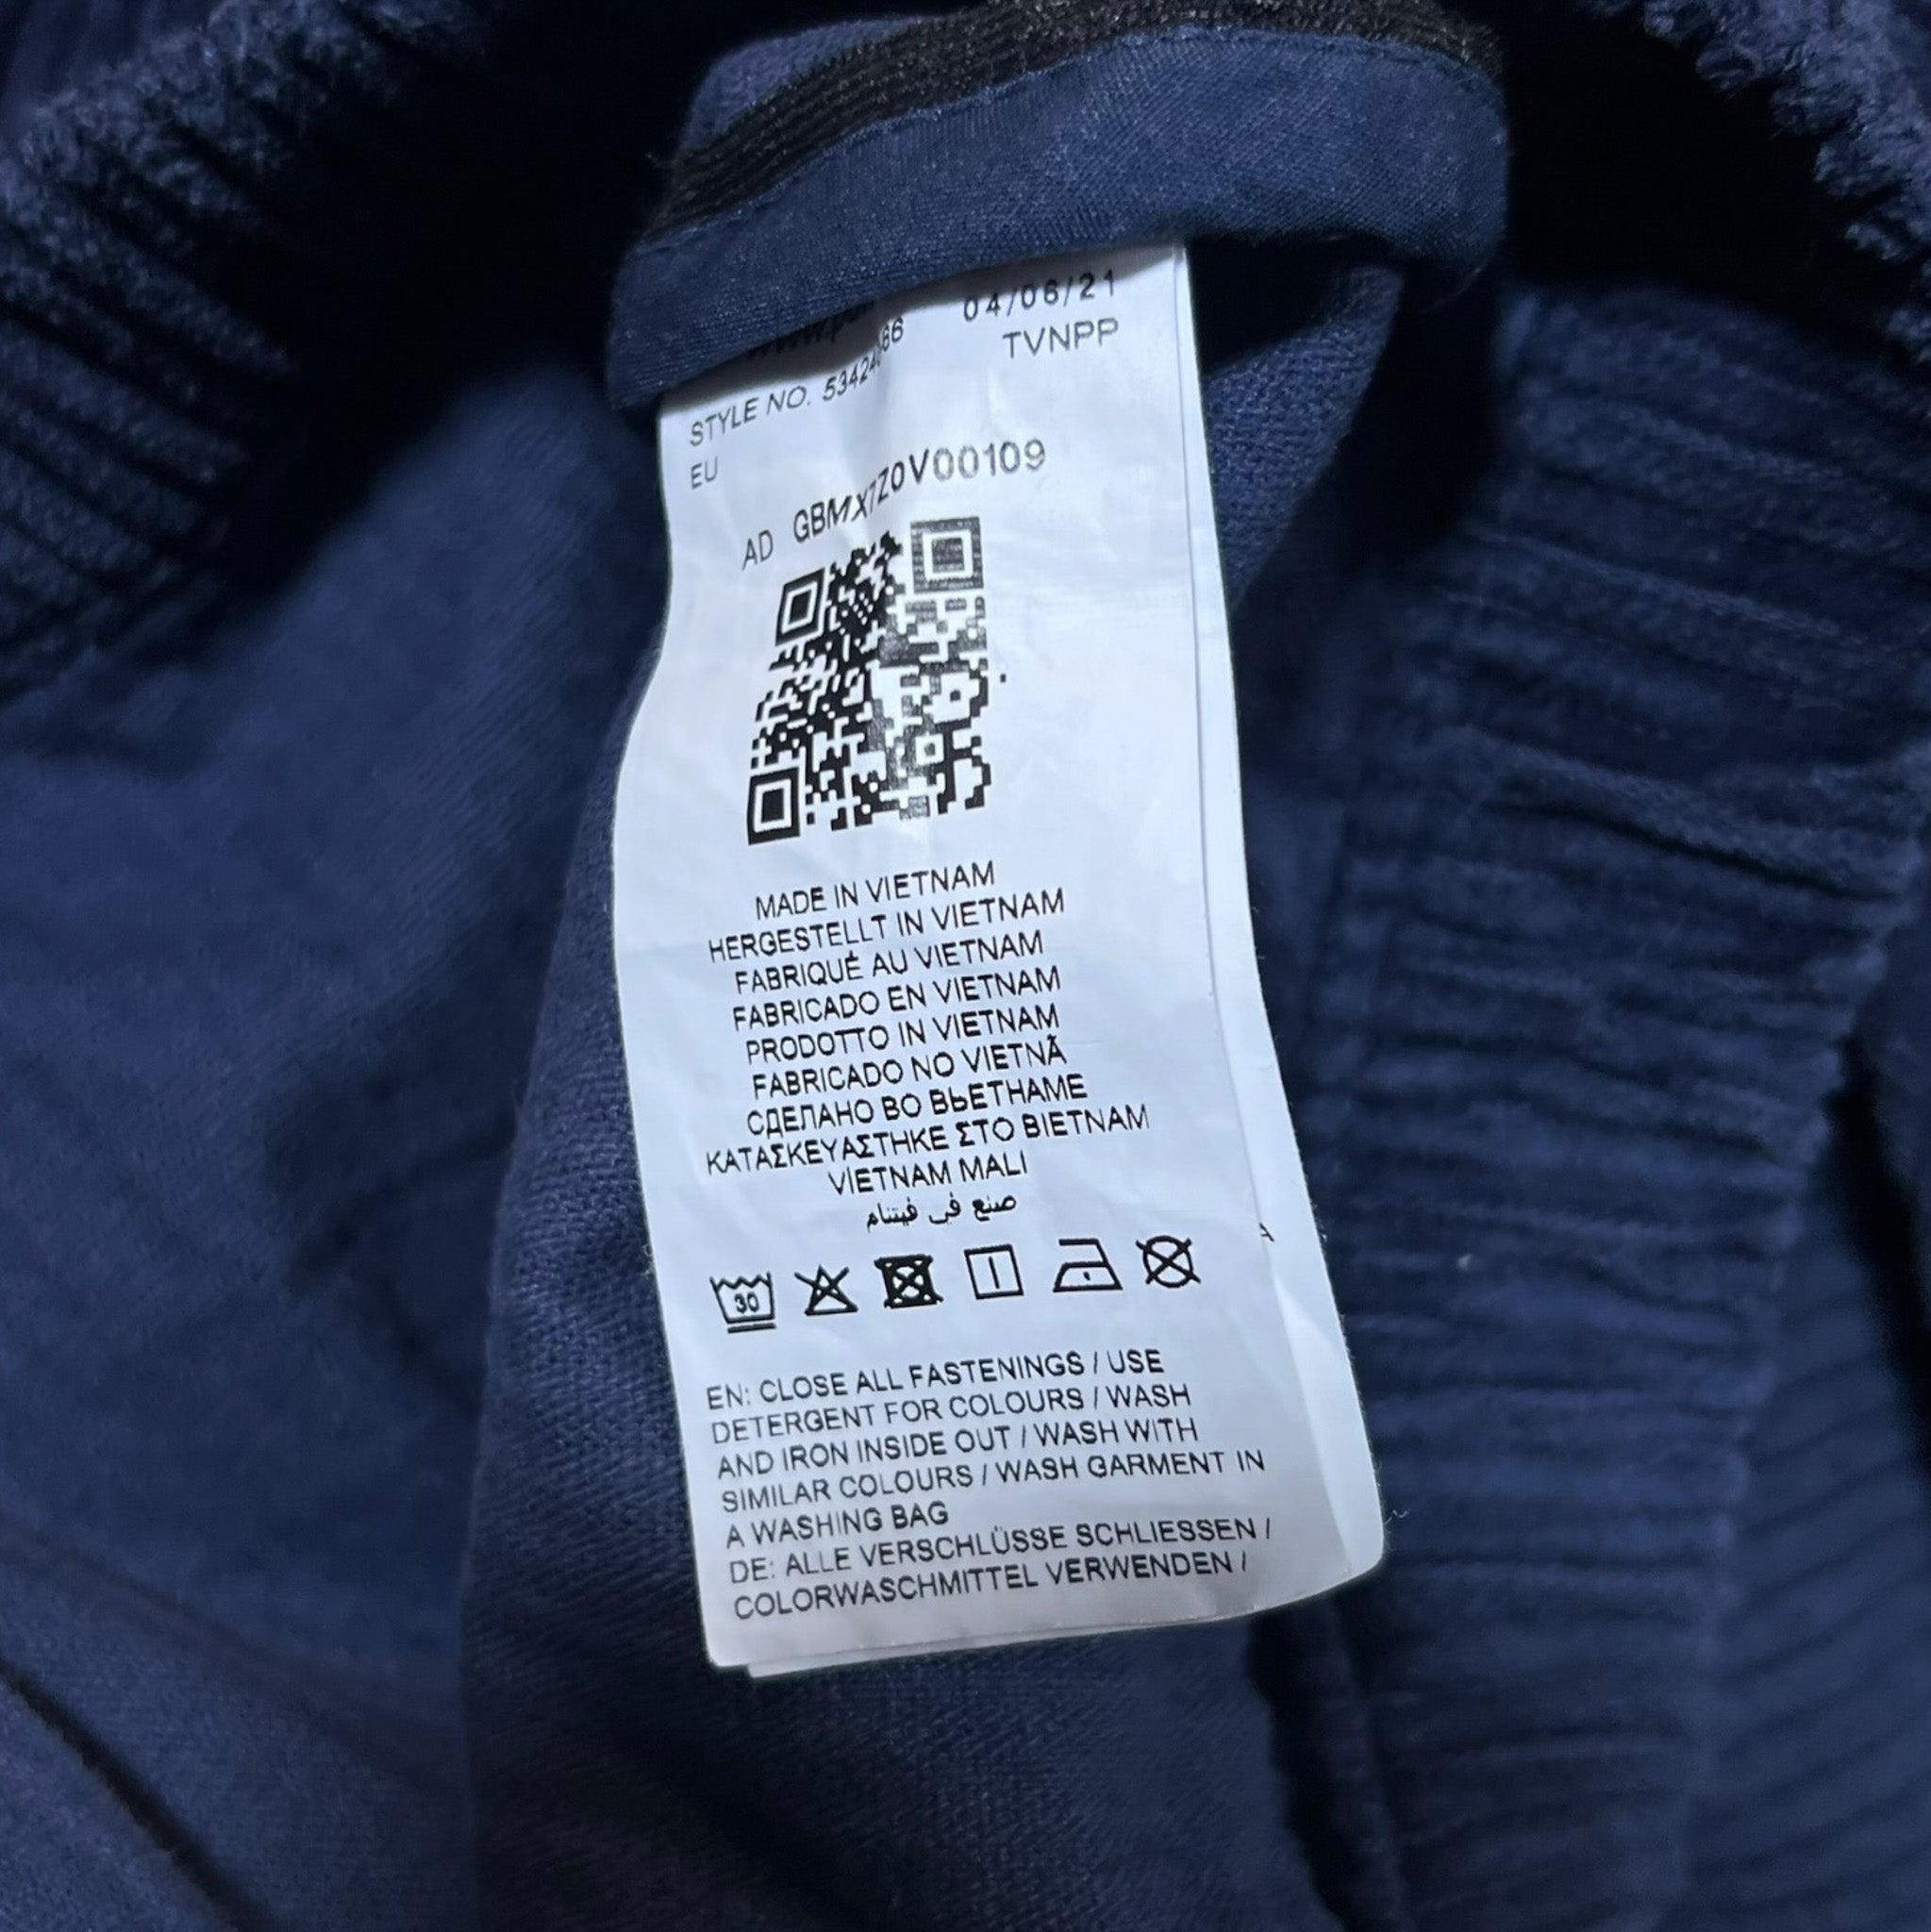 04/06/21
TVNPP
STYLE NO.
EU
AD GBMX7Z0V00109
MADE IN VIETNAM
HERGESTELLT IN VIETNAM
FABRIQUÉ AU VIETNAM
FABRICADO EN VIETNAM
PRODOTTO IN VIETNAM
FABRICADO NO VIETNÃ
СДЕЛАНО ВО ВЬЕТНАМЕ
ΚΑΤΑΣΚΕΥΑΣΤΗΚΕ ΣΤΟ ΒΙΕΤΝΑΜ
VIETNAM MALI
صنع في فيتنام
30
EN: CLOSE ALL FASTENINGS / USE
DETERGENT FOR COLOURS / WASH
AND IRON INSIDE OUT / WASH WITH
SIMILAR COLOURS / WASH GARMENT IN
A WASHING BAG
DE: ALLE VERSCHLÜSSE SCHLIESSEN /
COLORWASCHMITTEL VERWENDEN /